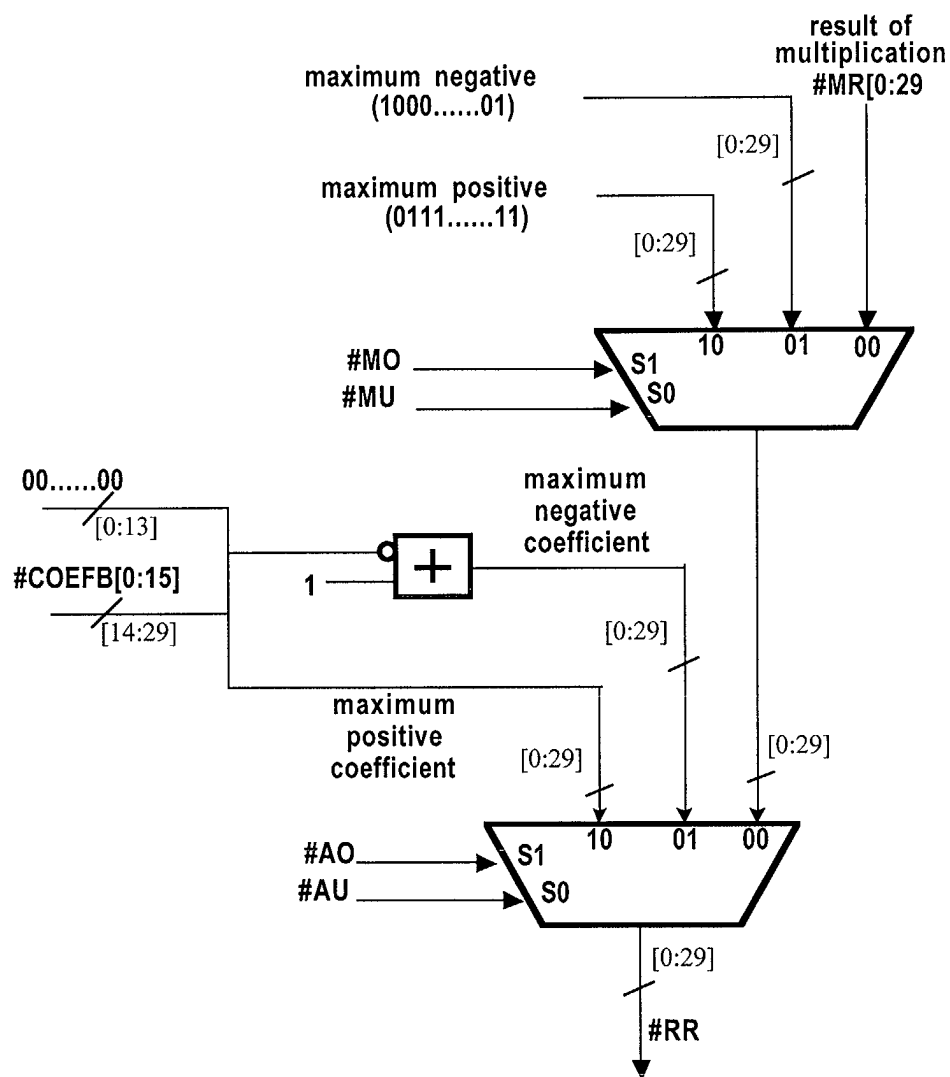 result of
multiplication
#MR[0:29
maximum negative
(1000......01)
[0:29]
maximum positive
(0111......11)
[0:29]
10 01 00
#MO
S1
#MU
S0
00......00
[0:13]
maximum
negative
coefficient
+
1
#COEFB[0:15]
[14:29]
[0:29]
maximum
positive
coefficient
[0:29]
[0:29]
10 01 00
#AO
S1
#AU
S0
[0:29]
#RR